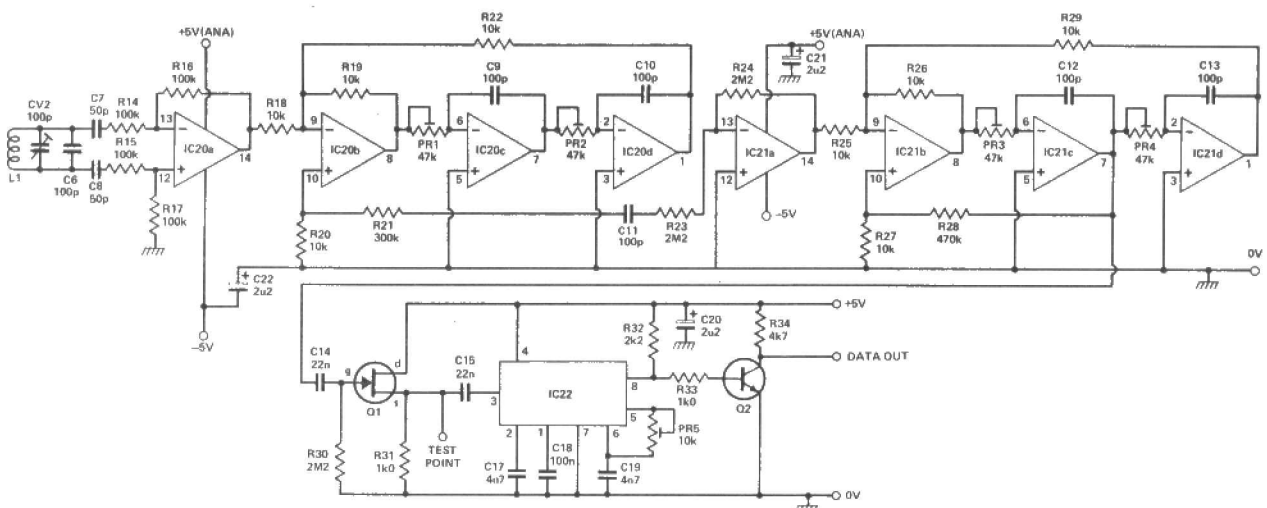 +5V(ANA)
R16
100k
CV2
100p
C7
50p
R14
100k
R15
100k
13
12
14
IC20a
L1
C6
100p
C8
50p
R17
100k
R18
10k
R22
10k
R19
10k
9
10
8
IC20b
PR1
47k
C9
100p
6
5
7
IC20c
PR2
47k
C10
100p
2
3
1
IC20d
R20
10k
R21
300k
C11
100p
R23
2M2
C22
2u2
+
-5V
R24
2M2
+
C21
2u2
+5V(ANA)
13
12
14
IC21a
-5V
R25
10k
R29
10k
R26
10k
9
10
8
IC21b
PR3
47k
C12
100p
6
5
7
IC21c
PR4
47k
C13
100p
2
3
1
IC21d
R27
10k
R28
470k
0V
C14
22n
g
d
s
Q1
R30
2M2
R31
1k0
TEST
POINT
C15
22n
3
4
IC22
8
5
2
1
7
6
C17
4n7
C18
100n
C19
4n7
PR5
10k
R32
2k2
+
C20
2u2
R33
1k0
Q2
R34
4k7
+5V
DATA OUT
0V